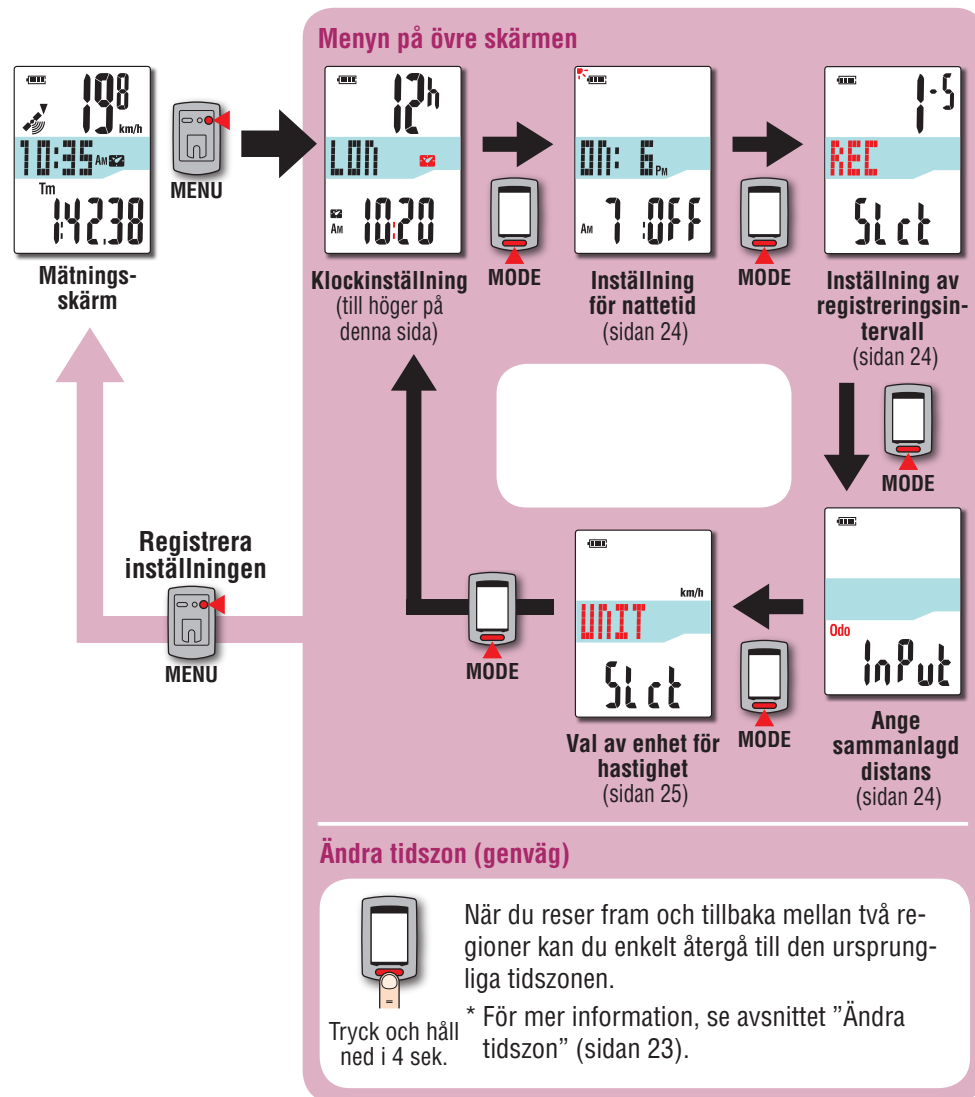 Menyn på övre skärmen
19 8
km/h
10:35 AM
Tm
1:42.38
Mätnings-
skärm
MENU
12h
LON
AM 10:20
Klockinställning
(till höger på
denna sida)
MODE
ON: 6 PM
AM 7 :OFF
Inställning
för nattetid
(sidan 24)
MODE
1-5
REC
SLct
Inställning av
registreringsin-
tervall
(sidan 24)
MODE
Odo
InPut
Ange
sammanlagd
distans
(sidan 24)
MODE
km/h
UNIT
SLct
Val av enhet för
hastighet
(sidan 25)
MODE
Registrera
inställningen
MENU
Ändra tidszon (genväg)
Tryck och håll
ned i 4 sek.
När du reser fram och tillbaka mellan två re-
gioner kan du enkelt återgå till den ursprung-
liga tidszonen.
* För mer information, se avsnittet ”Ändra
tidszon” (sidan 23).